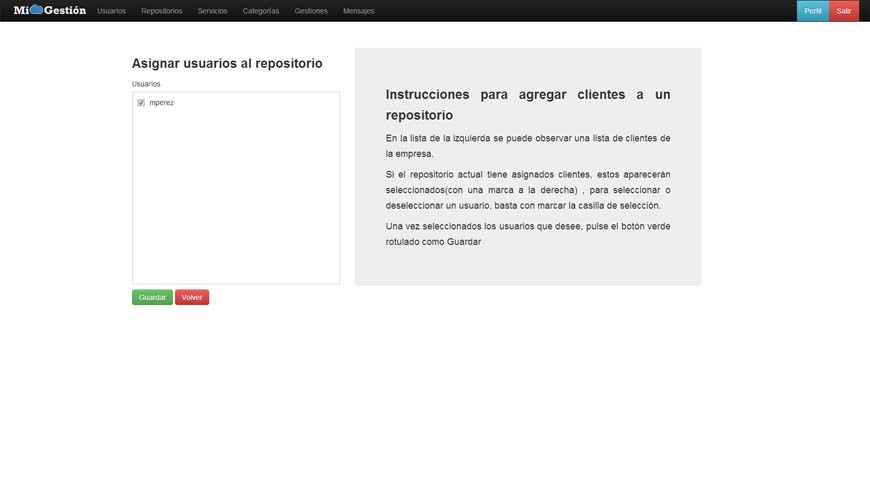 Mi Gestión Usuarios Repositorios Servicios Categorías Gestiones Mensajes Perfil Salir
Asignar usuarios al repositorio
Usuarios
mperez
Guardar Volver
Instrucciones para agregar clientes a un
repositorio
En la lista de la izquierda se puede observar una lista de clientes de
la empresa.
Si el repositorio actual tiene asignados clientes, estos aparecerán
seleccionados(con una marca a la derecha) , para seleccionar o
deseleccionar un usuario, basta con marcar la casilla de selección.
Una vez seleccionados los usuarios que desee, pulse el botón verde
rotulado como Guardar